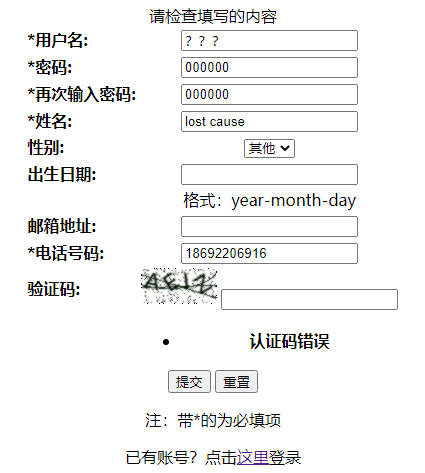 请检查填写的内容
*用户名: ？？？
*密码: 000000
*再次输入密码: 000000
*姓名: lost cause
性别: 其他
出生日期:
格式：year-month-day
邮箱地址:
*电话号码: 18692206916
验证码:
• 认证码错误
提交 重置
注：带*的为必填项
已有账号？点击这里登录